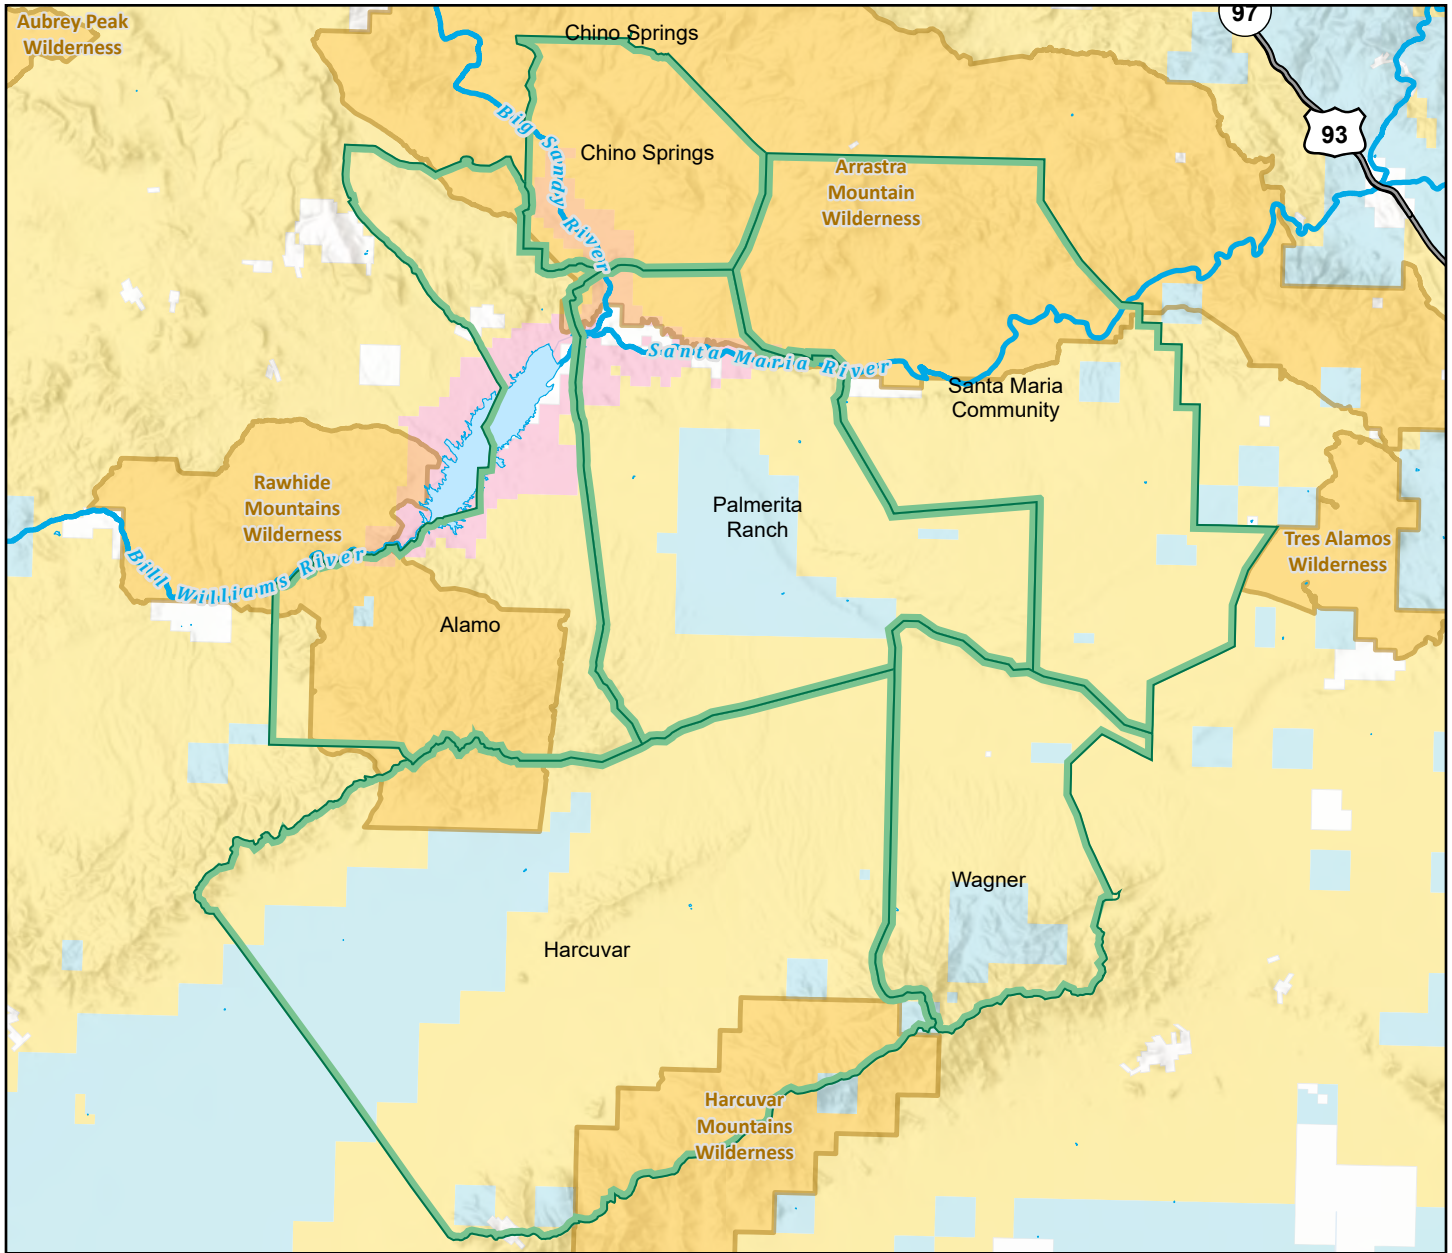 Aubrey Peak
Wilderness
Chino Springs
97
93
Big Sandy River
Chino Springs
Arrastra
Mountain
Wilderness
Santa Maria River
Santa Maria
Community
Rawhide
Mountains
Wilderness
Palmerita
Ranch
Tres Alamos
Wilderness
Bill Williams River
Alamo
Wagner
Harcuvar
Harcuvar
Mountains
Wilderness